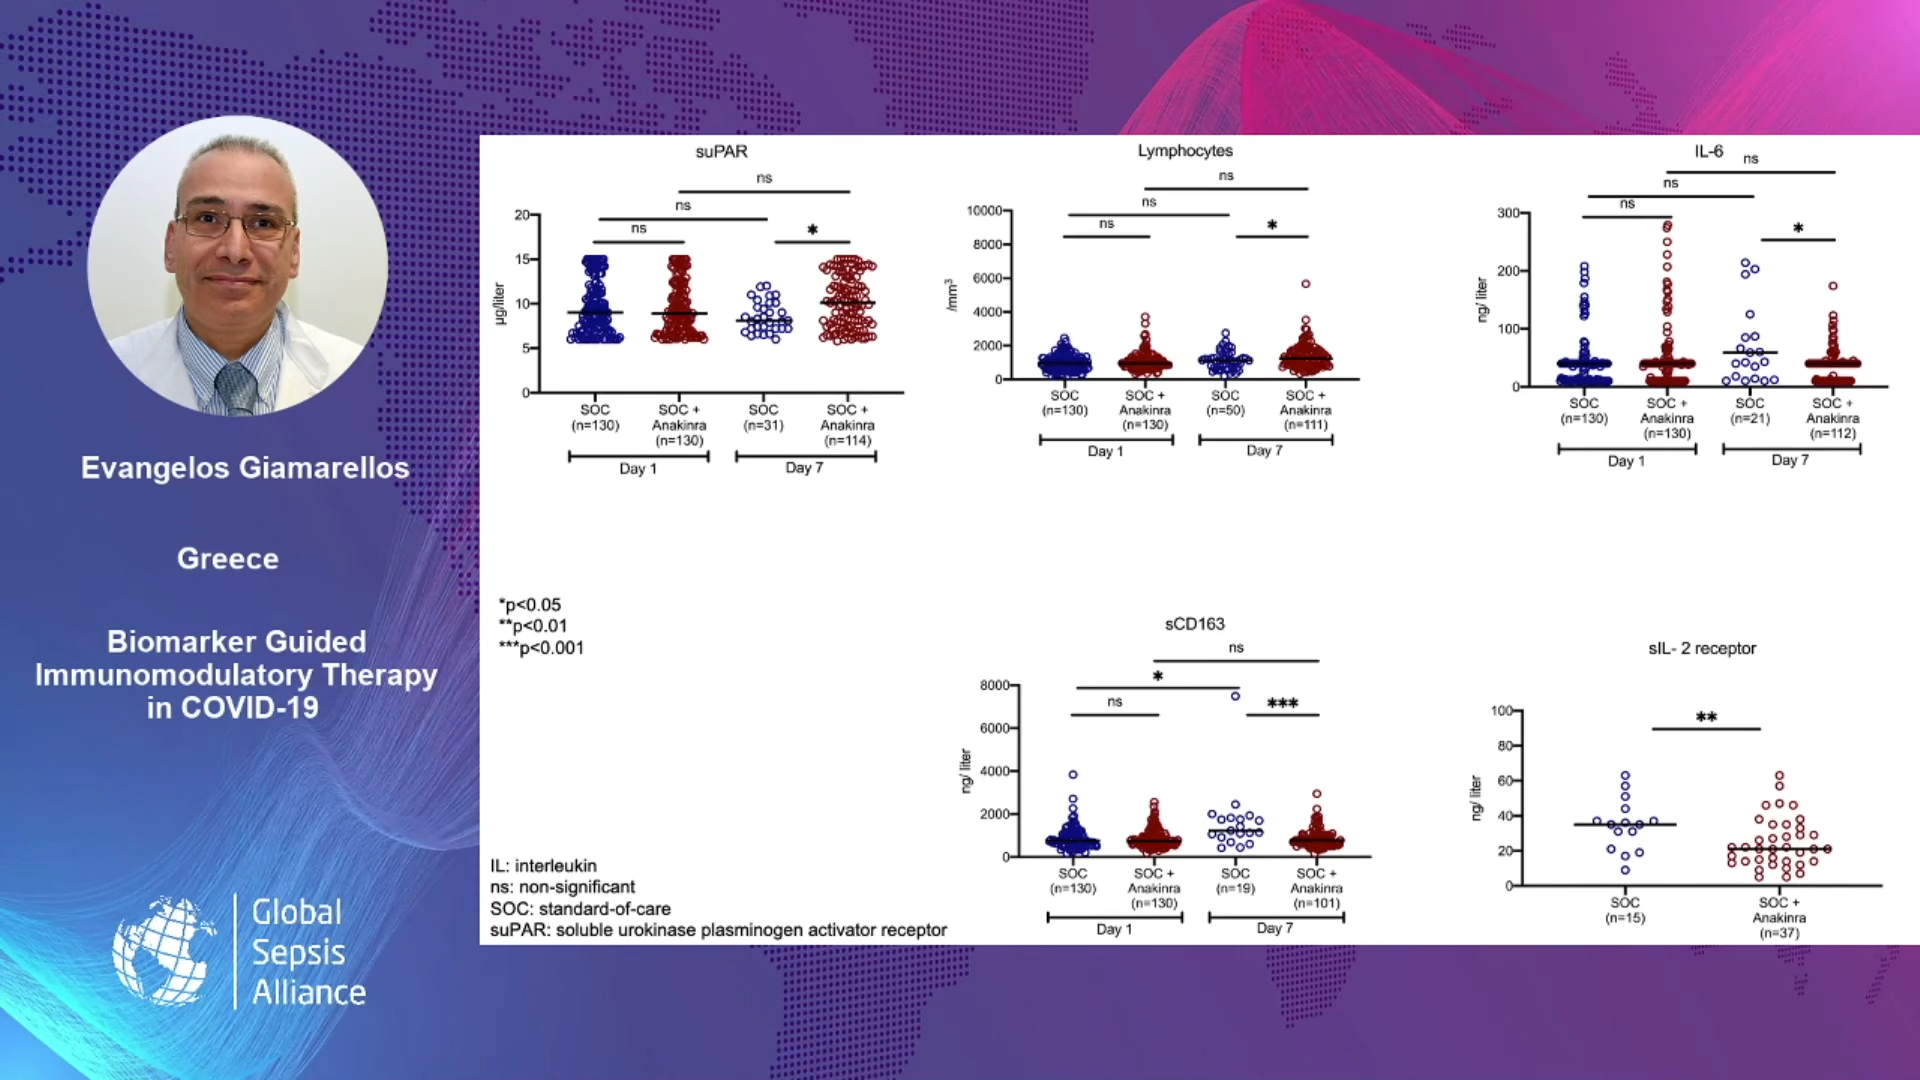 Evangelos Giamarellos
Greece
Biomarker Guided
Immunomodulatory Therapy
in COVID-19
Global
Sepsis
Alliance
suPAR
ns
ns
ns
*
20
15
10
5
0
µg/liter
SOC
(n=130)
SOC +
Anakinra
(n=130)
SOC
(n=31)
SOC +
Anakinra
(n=114)
Day 1
Day 7
Lymphocytes
ns
ns
ns
*
10000
8000
6000
4000
2000
0
/mm³
SOC
(n=130)
SOC +
Anakinra
(n=130)
SOC
(n=50)
SOC +
Anakinra
(n=111)
Day 1
Day 7
IL-6
ns
ns
ns
*
300
200
100
0
ng/ liter
SOC
(n=130)
SOC +
Anakinra
(n=130)
SOC
(n=21)
SOC +
Anakinra
(n=112)
Day 1
Day 7
*p<0.05
**p<0.01
***p<0.001
IL: interleukin
ns: non-significant
SOC: standard-of-care
suPAR: soluble urokinase plasminogen activator receptor
sCD163
ns
*
ns
***
8000
6000
4000
2000
0
ng/ liter
SOC
(n=130)
SOC +
Anakinra
(n=130)
SOC
(n=19)
SOC +
Anakinra
(n=101)
Day 1
Day 7
sIL- 2 receptor
**
100
80
60
40
20
0
ng/ liter
SOC
(n=15)
SOC +
Anakinra
(n=37)